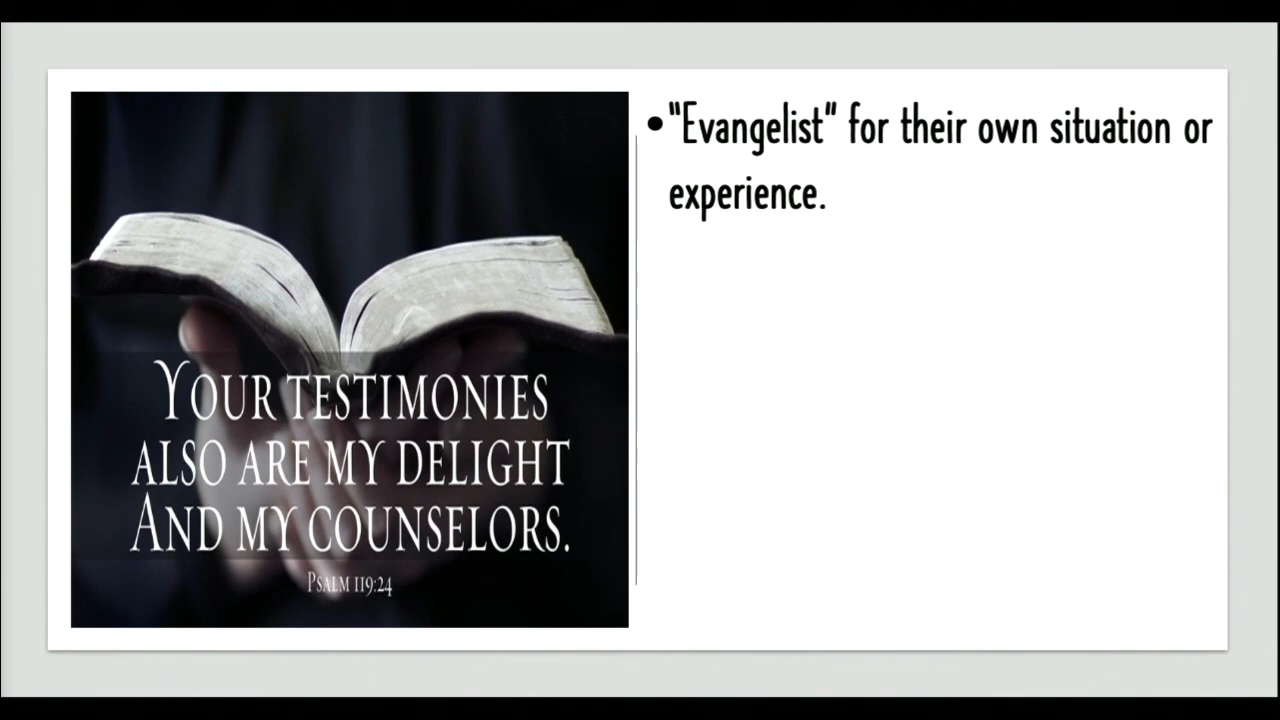 YOUR TESTIMONIES
ALSO ARE MY DELIGHT
AND MY COUNSELORS.
PSALM 119:24
•"Evangelist" for their own situation or
experience.